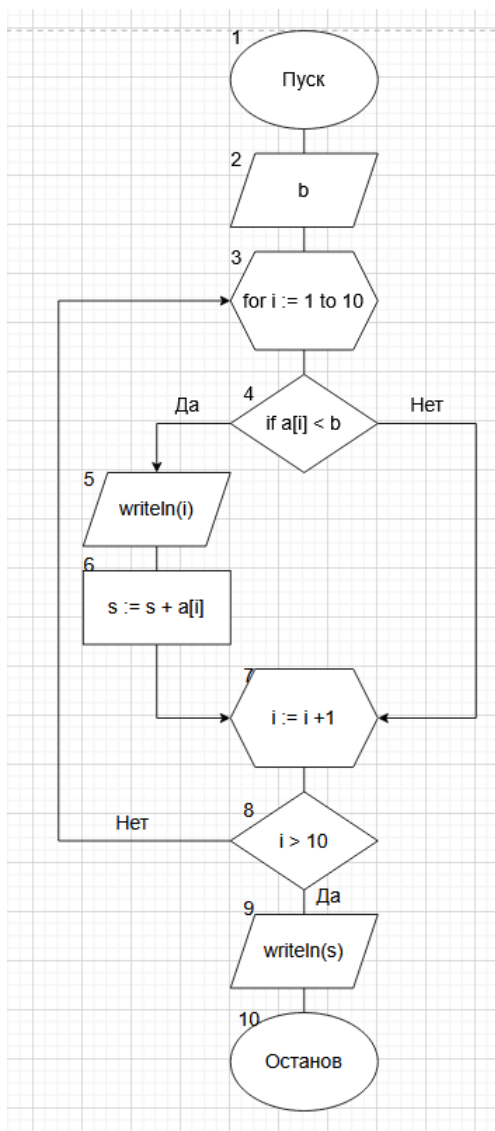 1
Пуск
2
b
3
for i := 1 to 10
4
Да
if a[i] < b
Нет
5
writeln(i)
6
s := s + a[i]
7
i := i +1
8
Нет
i > 10
Да
9
writeln(s)
10
Останов